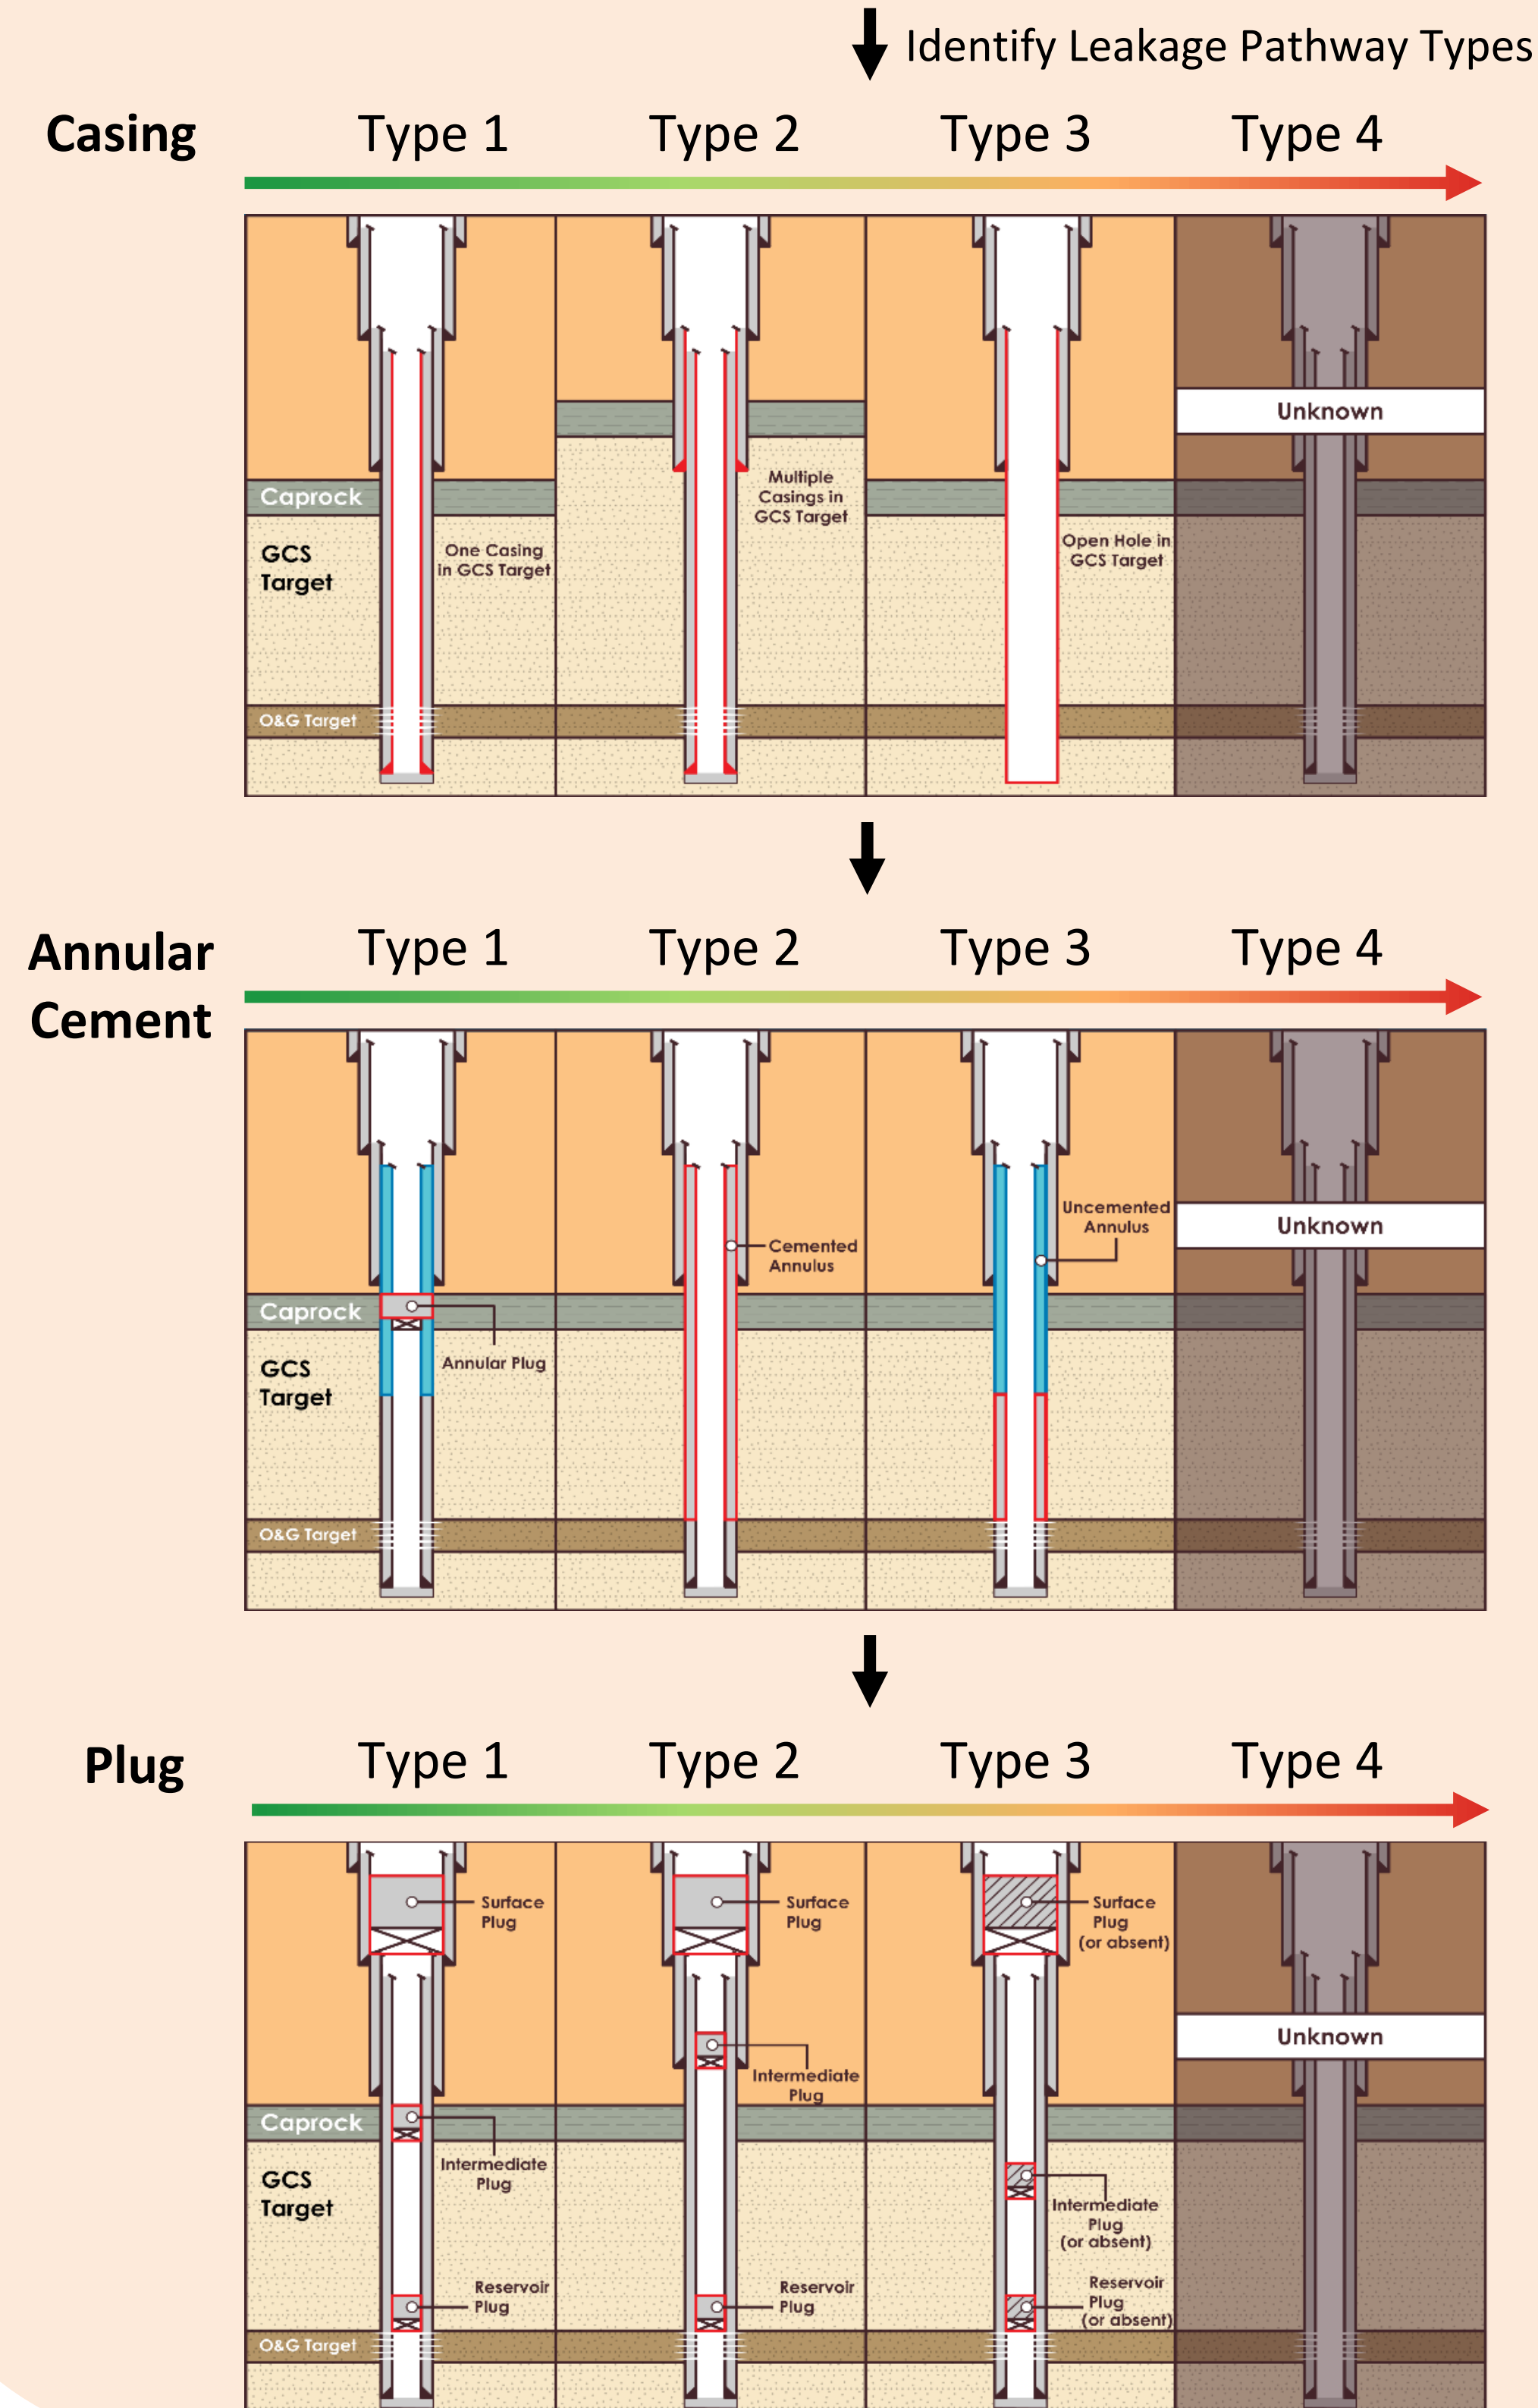 Identify Leakage Pathway Types
Casing
Type 1
Type 2
Type 3
Type 4
Caprock
GCS
Target
One Casing
in GCS Target
O&G Target
Multiple
Casings in
GCS Target
Open Hole in
GCS Target
Unknown
Annular
Cement
Type 1
Type 2
Type 3
Type 4
Caprock
GCS
Target
Annular Plug
O&G Target
Cemented
Annulus
Uncemented
Annulus
Unknown
Plug
Type 1
Type 2
Type 3
Type 4
Surface
Plug
Caprock
Intermediate
Plug
GCS
Target
Reservoir
Plug
O&G Target
Surface
Plug
Intermediate
Plug
Reservoir
Plug
Surface
Plug
(or absent)
Intermediate
Plug
(or absent)
Reservoir
Plug
(or absent)
Unknown